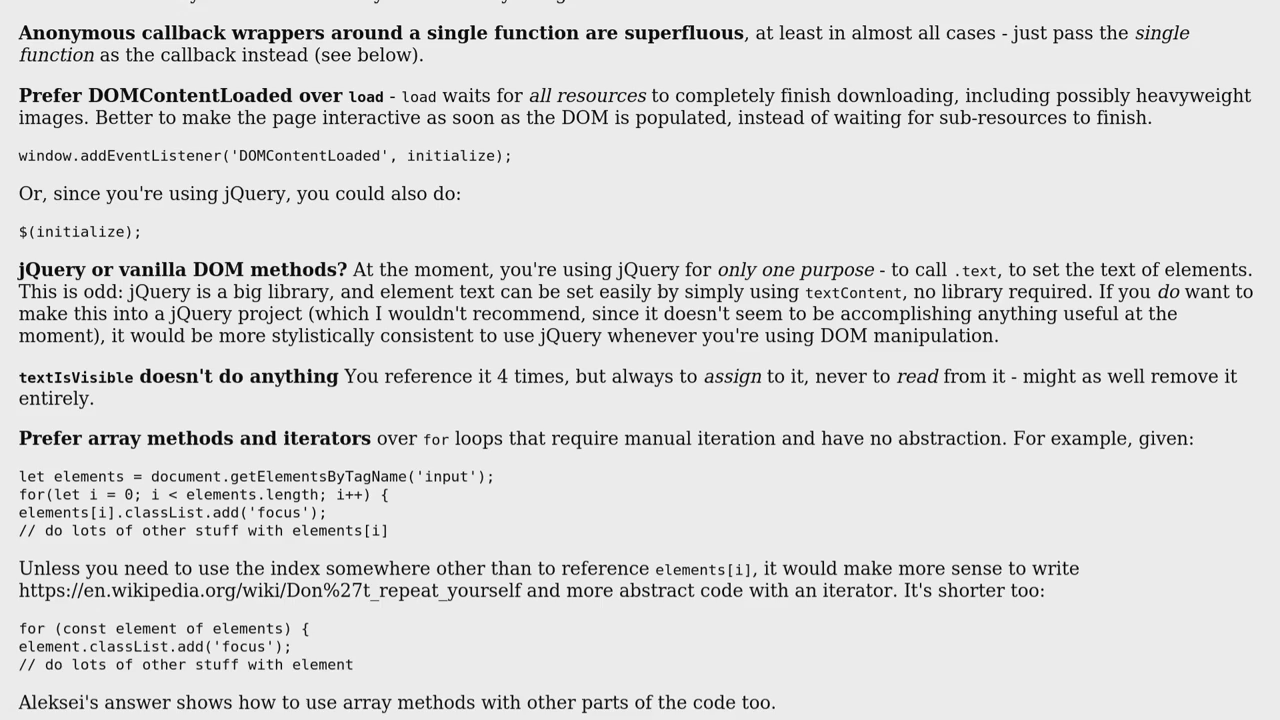 Anonymous callback wrappers around a single function are superfluous, at least in almost all cases - just pass the single
function as the callback instead (see below).
Prefer DOMContentLoaded over load - load waits for all resources to completely finish downloading, including possibly heavyweight
images. Better to make the page interactive as soon as the DOM is populated, instead of waiting for sub-resources to finish.
window.addEventListener('DOMContentLoaded', initialize);
Or, since you're using jQuery, you could also do:
$(initialize);
jQuery or vanilla DOM methods? At the moment, you're using jQuery for only one purpose - to call .text, to set the text of elements.
This is odd: jQuery is a big library, and element text can be set easily by simply using textContent, no library required. If you do want to
make this into a jQuery project (which I wouldn't recommend, since it doesn't seem to be accomplishing anything useful at the
moment), it would be more stylistically consistent to use jQuery whenever you're using DOM manipulation.
textIsVisible doesn't do anything You reference it 4 times, but always to assign to it, never to read from it - might as well remove it
entirely.
Prefer array methods and iterators over for loops that require manual iteration and have no abstraction. For example, given:
let elements = document.getElementsByTagName('input');
for(let i = 0; i < elements.length; i++) {
elements[i].classList.add('focus');
// do lots of other stuff with elements[i]
Unless you need to use the index somewhere other than to reference elements[i], it would make more sense to write
https://en.wikipedia.org/wiki/Don%27t_repeat_yourself and more abstract code with an iterator. It's shorter too:
for (const element of elements) {
element.classList.add('focus');
// do lots of other stuff with element
Aleksei's answer shows how to use array methods with other parts of the code too.